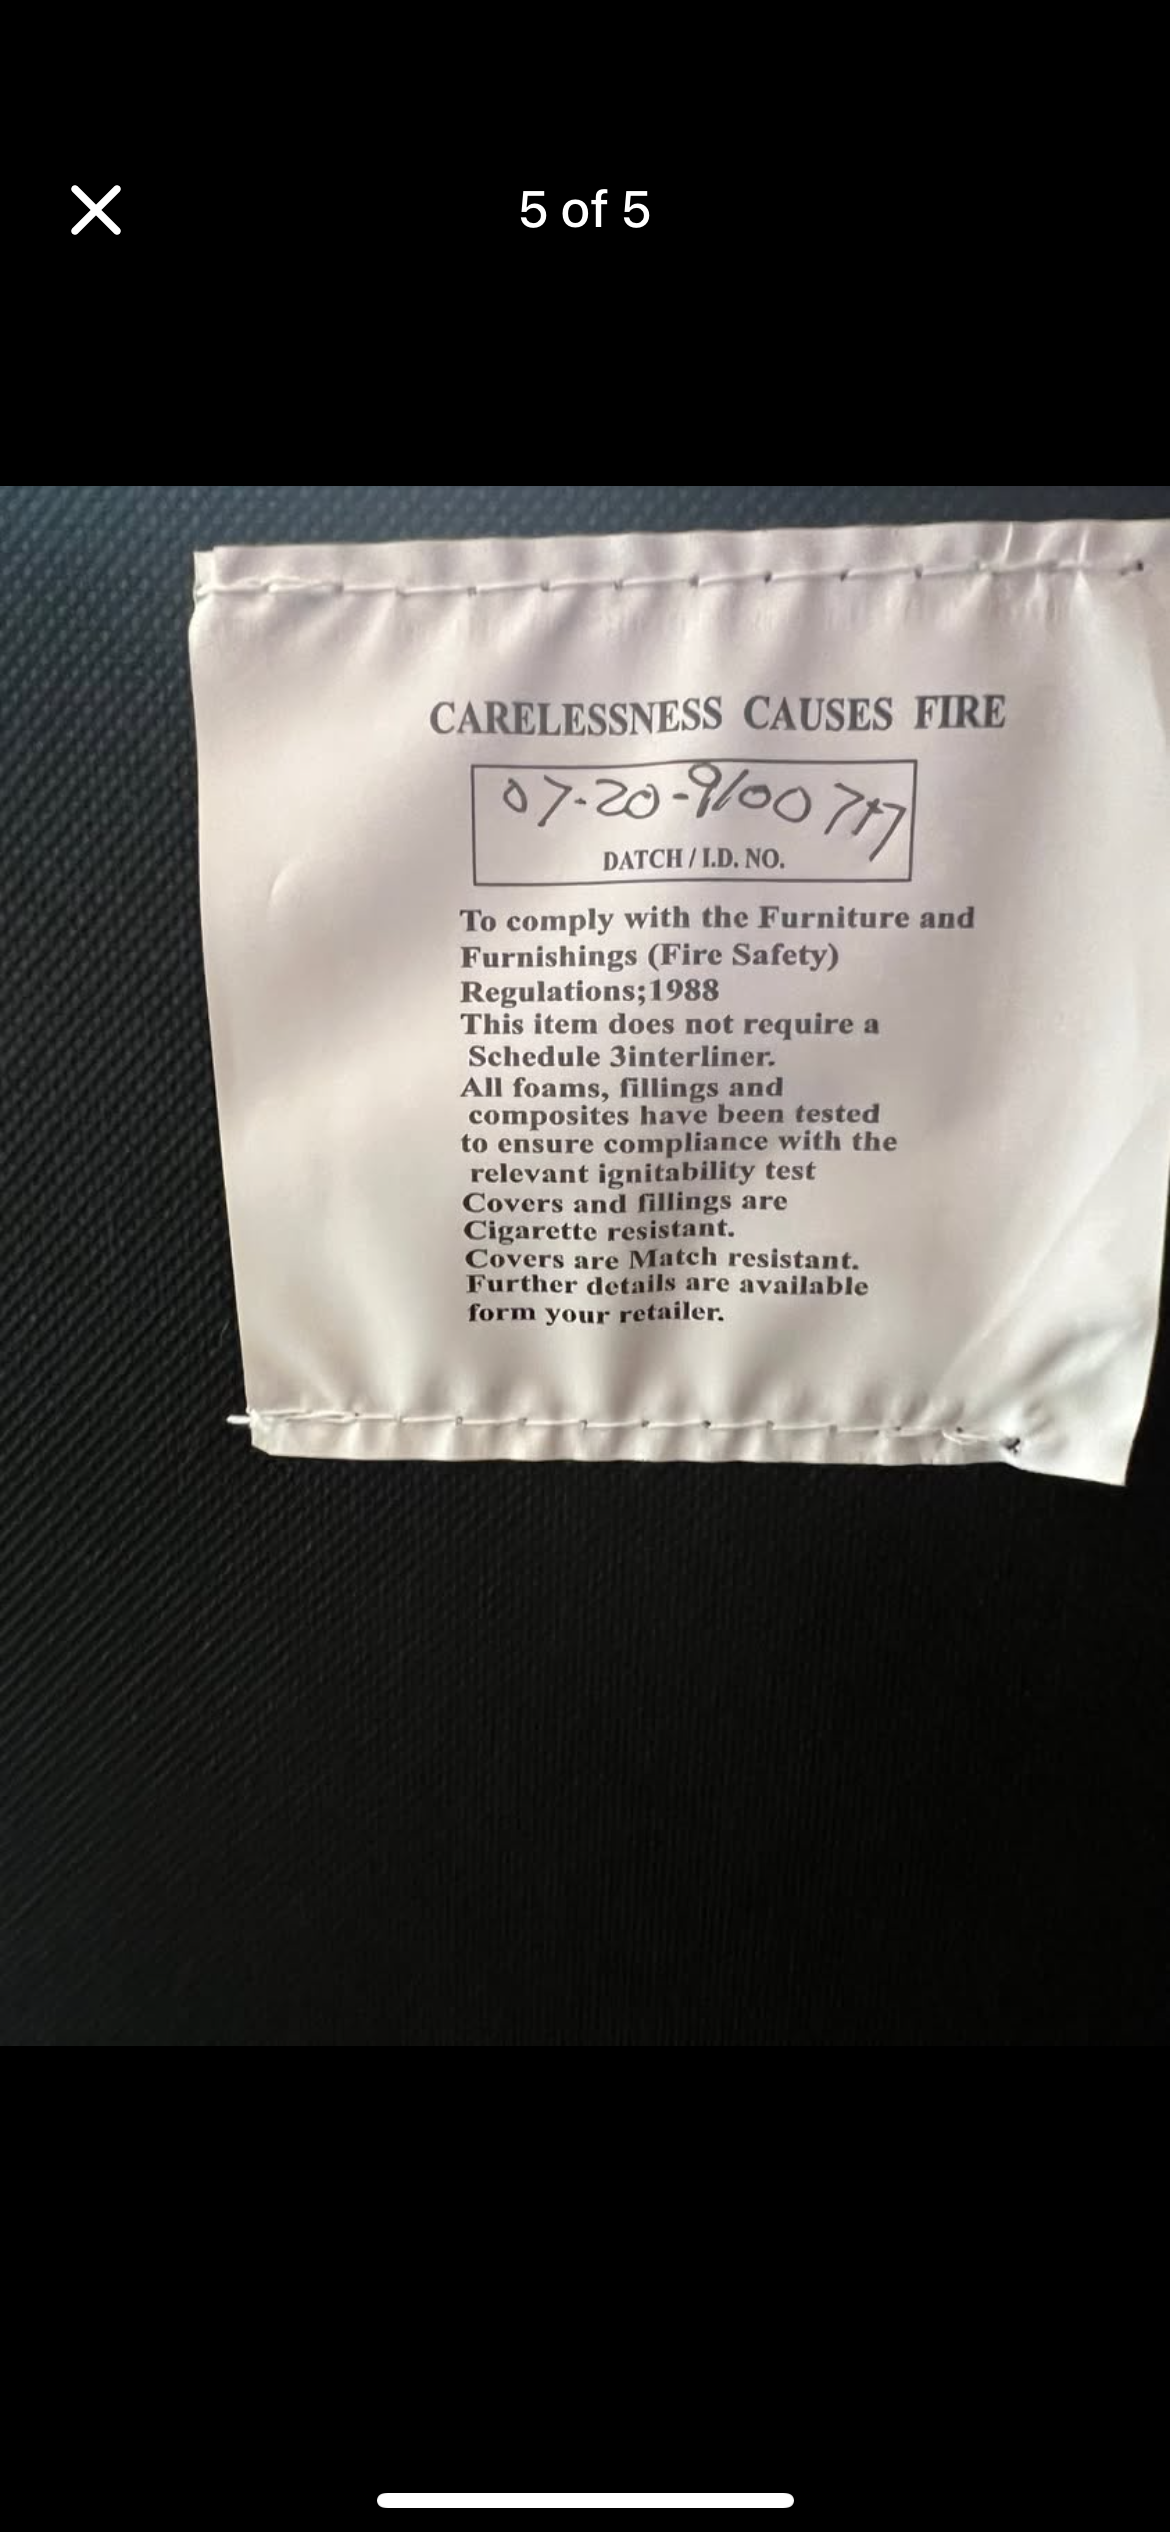 5 of 5
CARELESSNESS CAUSES FIRE
07-20-9100
DATCH / I.D. NO.
To comply with the Furniture and
Furnishings (Fire Safety)
Regulations;1988
This item does not require a
Schedule 3interliner.
All foams, fillings and
composites have been tested
to ensure compliance with the
relevant ignitability test
Covers and fillings are
Cigarette resistant.
Covers are Match resistant.
Further details are available
form your retailer.